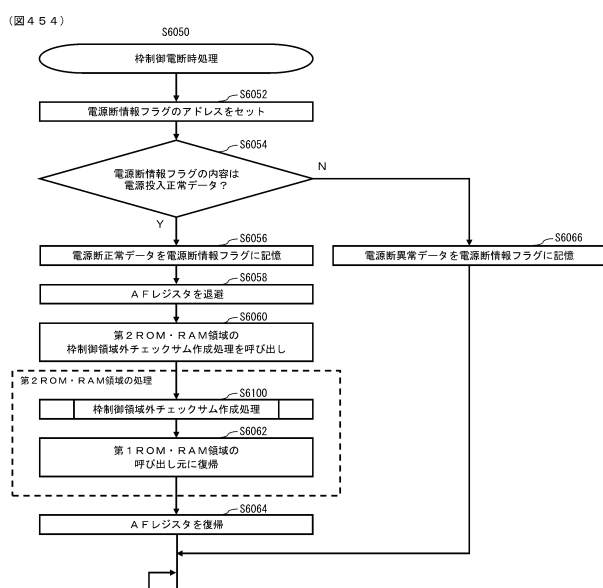 （図４５４）
S6050
枠制御電断時処理
S6052
電源断情報フラグのアドレスをセット
S6054
電源断情報フラグの内容は
電源投入正常データ？
N
Y
S6056
電源断正常データを電源断情報フラグに記憶
S6066
電源断異常データを電源断情報フラグに記憶
S6058
ＡＦレジスタを退避
S6060
第２ＲＯＭ・ＲＡＭ領域の
枠制御領域外チェックサム作成処理を呼び出し
第２ＲＯＭ・ＲＡＭ領域の処理
S6100
枠制御領域外チェックサム作成処理
S6062
第１ＲＯＭ・ＲＡＭ領域の
呼び出し元に復帰
S6064
ＡＦレジスタを復帰